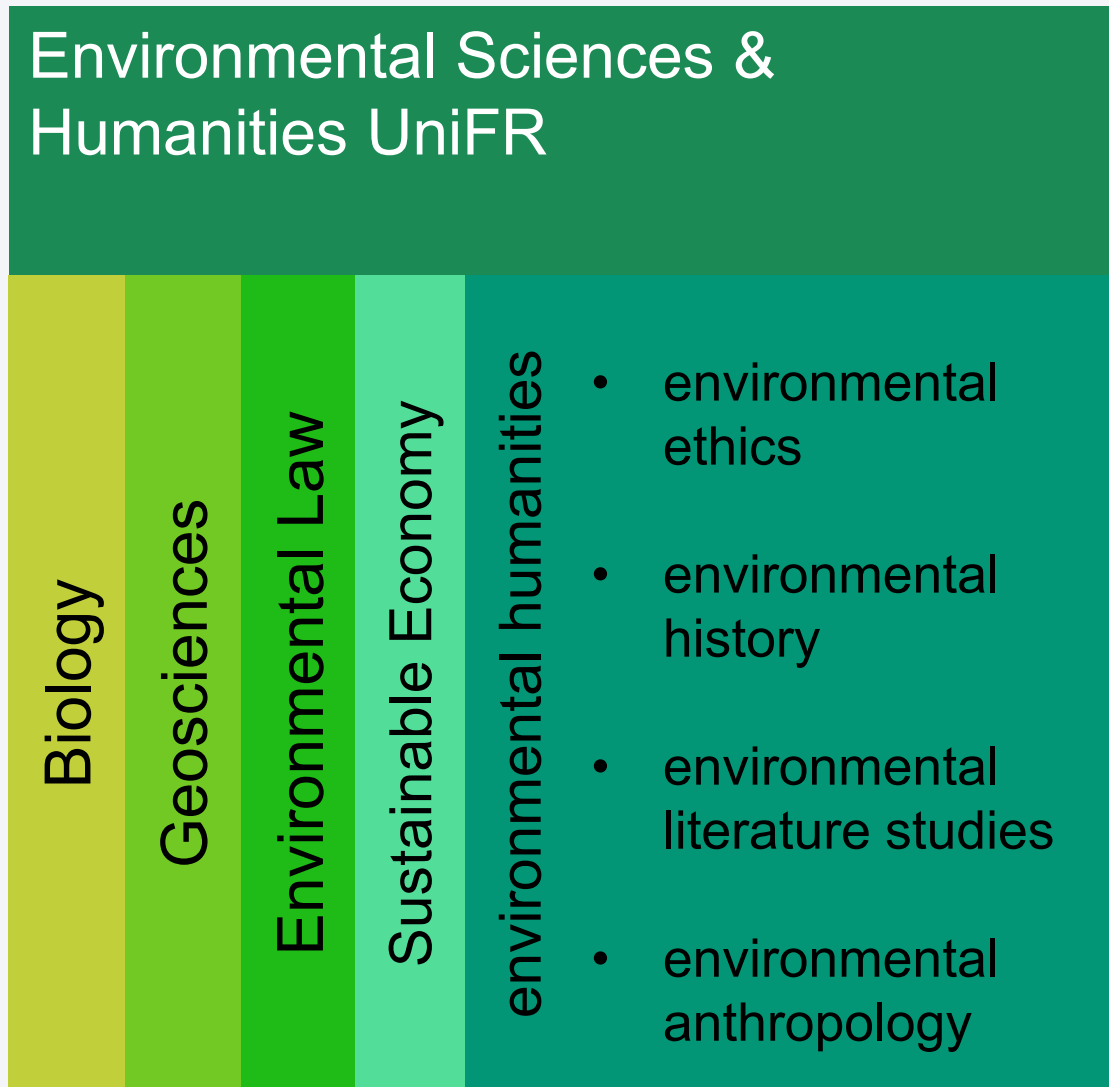 Environmental Sciences &
Humanities UniFR
Biology
Geosciences
Environmental Law
Sustainable Economy
environmental humanities
• environmental
ethics
• environmental
history
• environmental
literature studies
• environmental
anthropology